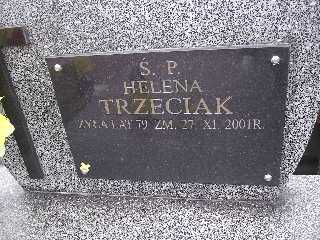 Ś. P.
HELENA
TRZECIAK
ŻYŁA LAT 79 ZM. 27. XI. 2001R.